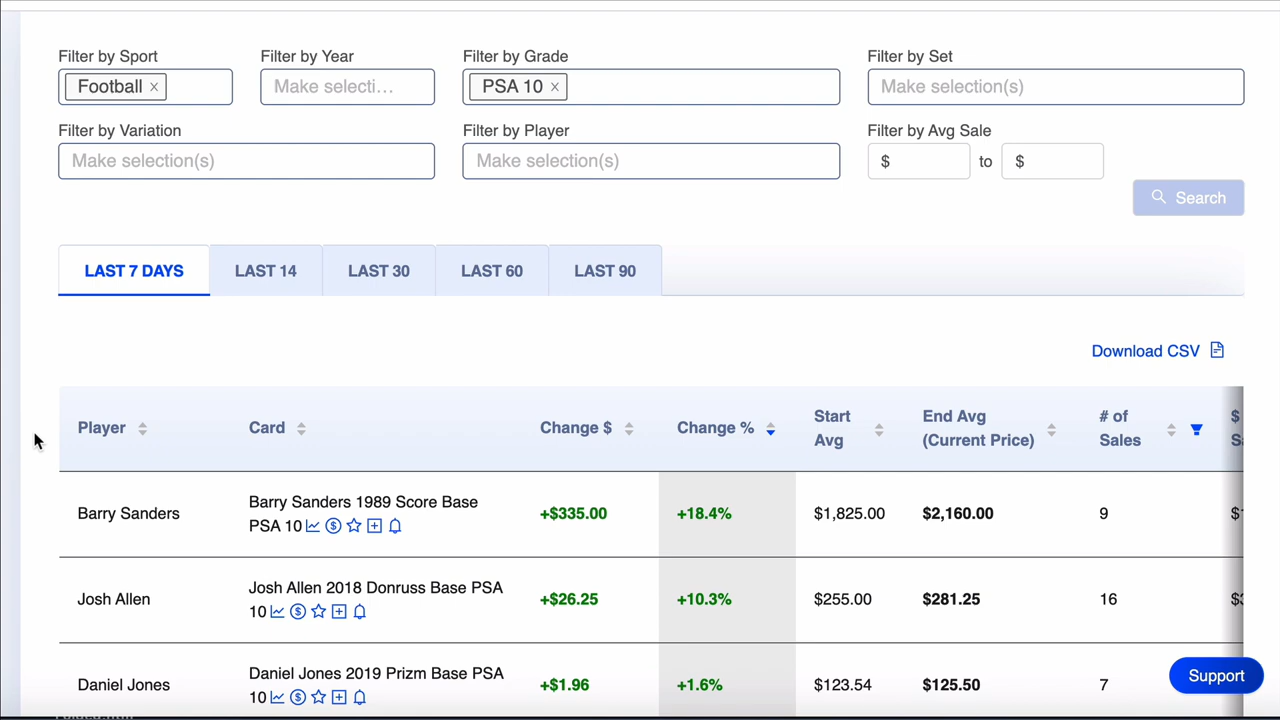 Filter by Sport
Filter by Year
Filter by Grade
Filter by Set
Football ×
Make selecti...
PSA 10 ×
Make selection(s)
Filter by Variation
Filter by Player
Filter by Avg Sale
Make selection(s)
Make selection(s)
$ to $
Search
LAST 7 DAYS
LAST 14
LAST 30
LAST 60
LAST 90
Download CSV
Player
Card
Change $
Change %
Start
Avg
End Avg
(Current Price)
# of
Sales
$
Barry Sanders
Barry Sanders 1989 Score Base
PSA 10
+$335.00
+18.4%
$1,825.00
$2,160.00
9
Josh Allen
Josh Allen 2018 Donruss Base PSA
10
+$26.25
+10.3%
$255.00
$281.25
16
Daniel Jones
Daniel Jones 2019 Prizm Base PSA
10
+$1.96
+1.6%
$123.54
$125.50
7
Support